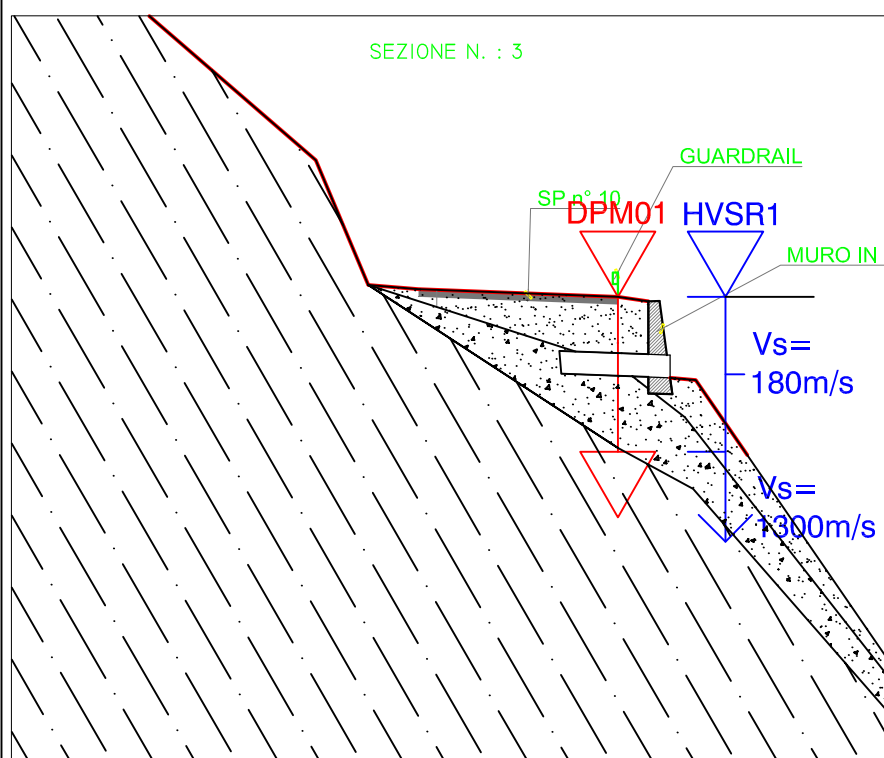 SEZIONE N. : 3
GUARDRAIL
SP n° 10
DPM01
HVSR1
MURO IN
Vs=
180m/s
Vs=
1300m/s